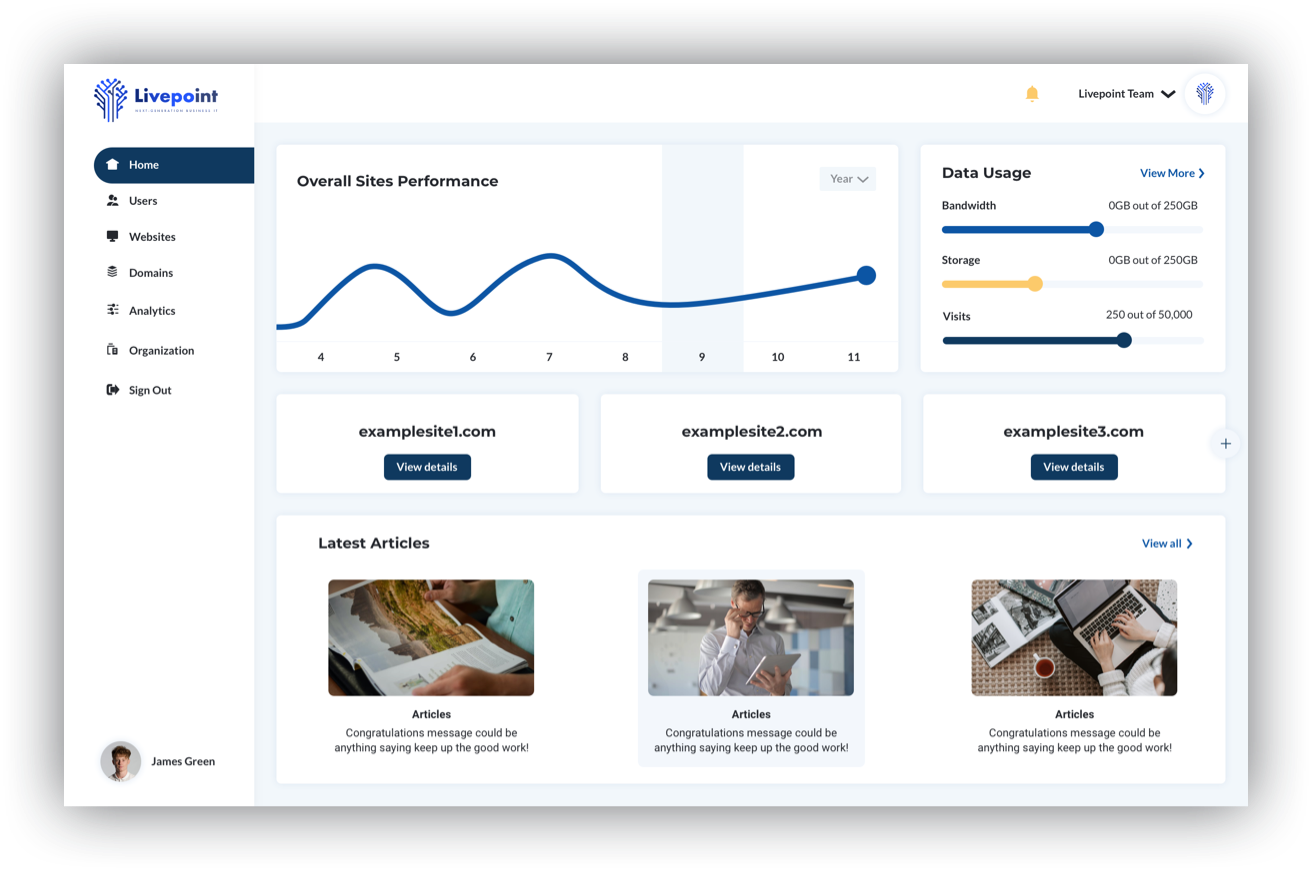 Livepoint
NEXT-GENERATION BUSINESS IT
Livepoint Team
Home
Users
Websites
Domains
Analytics
Organization
Sign Out
James Green
Overall Sites Performance
Year
4 5 6 7 8 9 10 11
Data Usage
View More
Bandwidth 0GB out of 250GB
Storage 0GB out of 250GB
Visits 250 out of 50,000
examplesite1.com
View details
examplesite2.com
View details
examplesite3.com
View details
+
Latest Articles
View all
Articles
Congratulations message could be
anything saying keep up the good work!
Articles
Congratulations message could be
anything saying keep up the good work!
Articles
Congratulations message could be
anything saying keep up the good work!